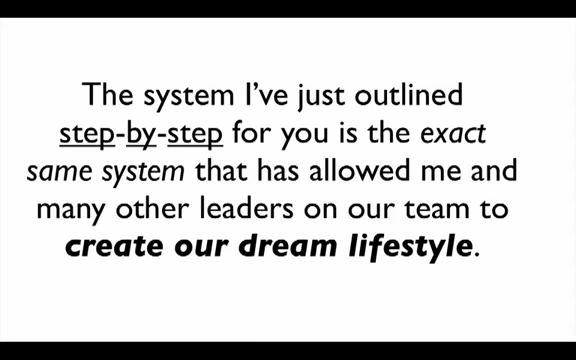 The system I've just outlined
step-by-step for you is the exact
same system that has allowed me and
many other leaders on our team to
create our dream lifestyle.